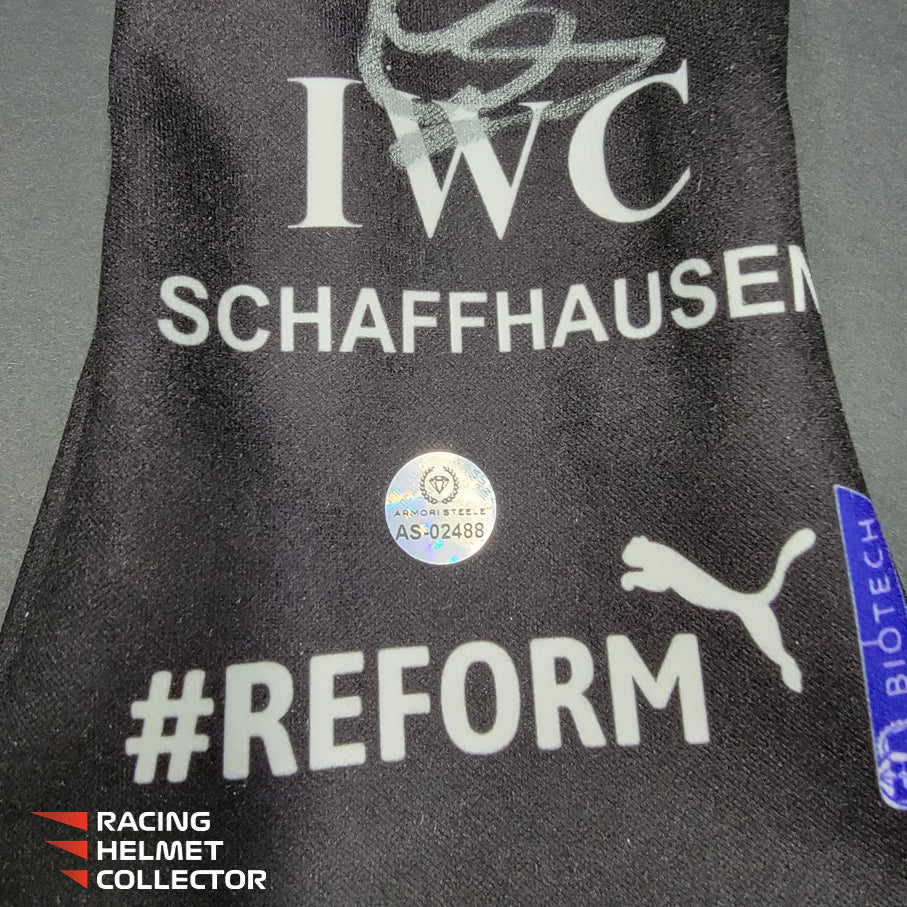 IWC
SCHAFFHAUSEN
ARMORI STEELE
AS-02488
#REFORM
BIOTECH
RACING
HELMET
COLLECTOR